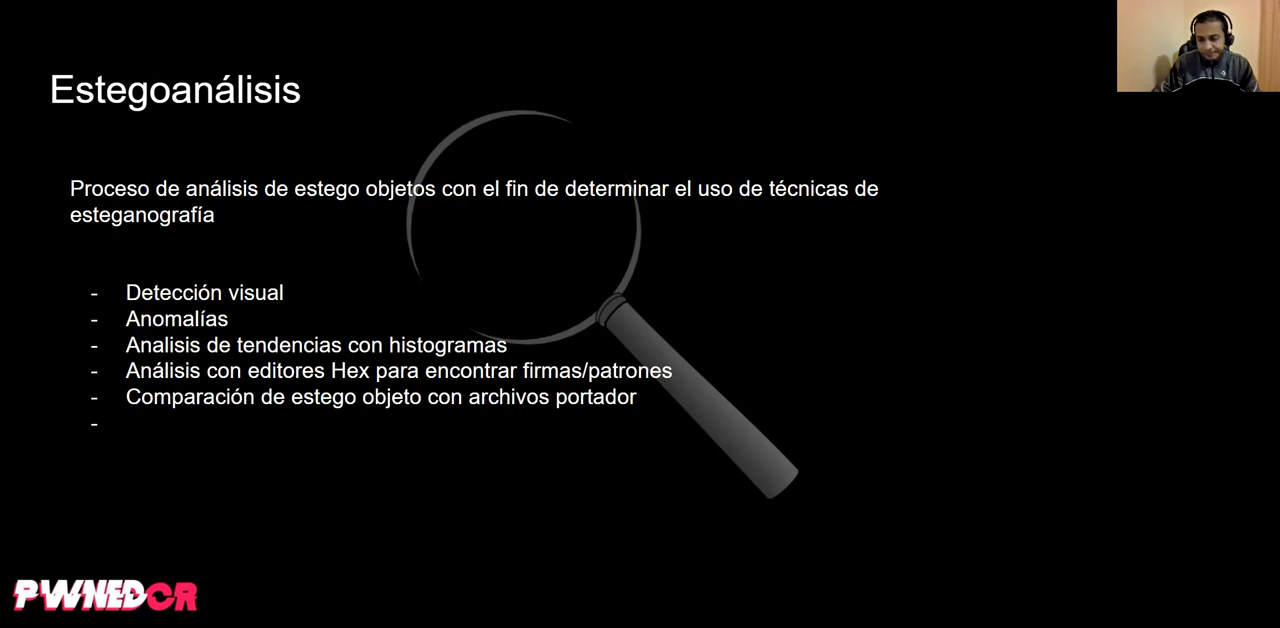 Estegoanálisis
Proceso de análisis de estego objetos con el fin de determinar el uso de técnicas de
esteganografía
- Detección visual
- Anomalías
- Analisis de tendencias con histogramas
- Análisis con editores Hex para encontrar firmas/patrones
- Comparación de estego objeto con archivos portador
-
PWNEDCR